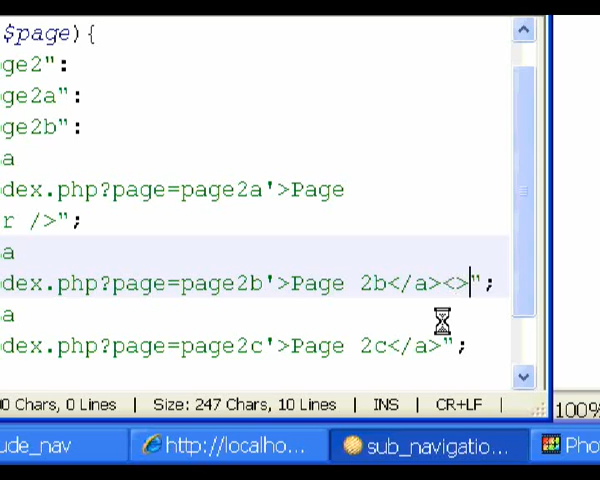 $page){
ge2":
ge2a":
ge2b":
a
dex.php?page=page2a'>Page
r />";
a
dex.php?page=page2b'>Page 2b</a><>";
a
dex.php?page=page2c'>Page 2c</a>";
0 Chars, 0 Lines | Size: 247 Chars, 10 Lines | INS | CR+LF |
100%
ude_nav http://localho... sub_navigatio... Pho